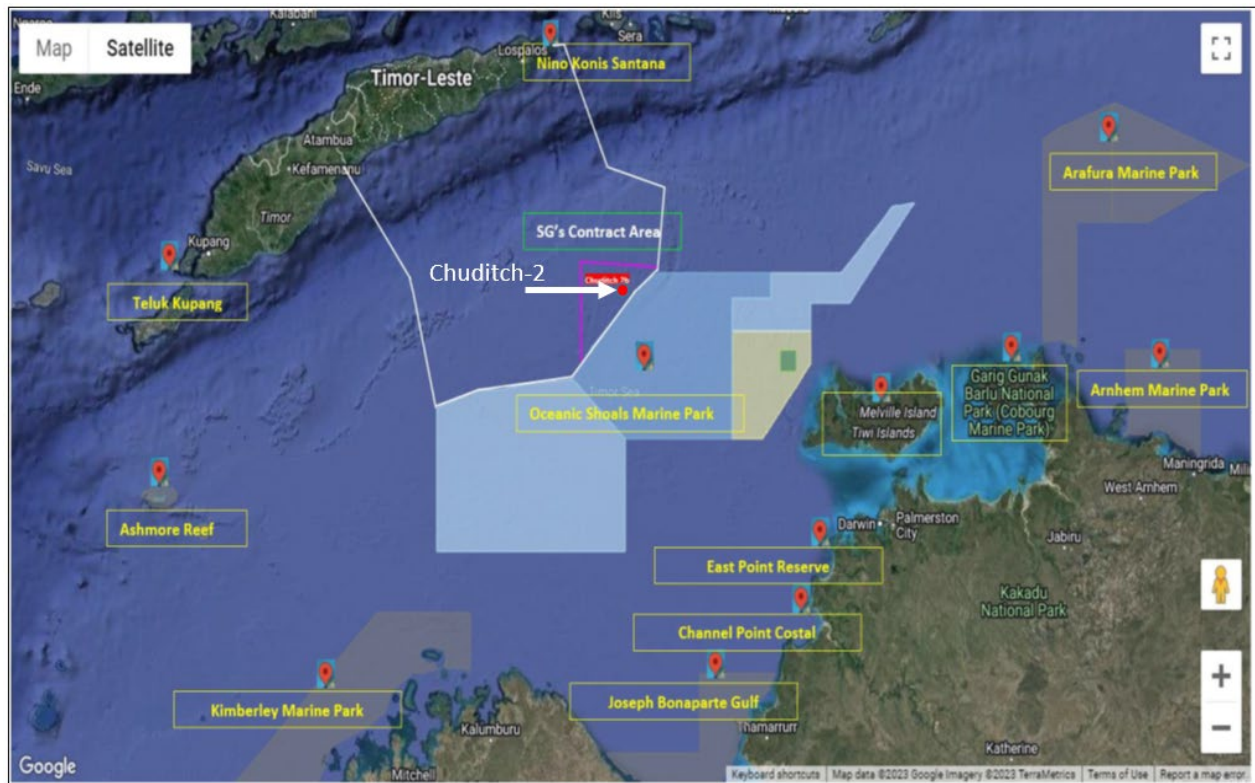 Map Satellite
Kalabahi
Kils
Sera
Lospalos
Nino Konis Santana
Ende
Timor-Leste
Atambua
Kefamenanu
Savu Sea
Timor
Kupang
Teluk Kupang
Arafura Marine Park
SG's Contract Area
Chuditch-2
Timor Sea
Oceanic Shoals Marine Park
Melville Island
Tiwi Islands
Garig Gunak
Barlu National
Park (Cobourg
Marine Park)
Arnhem Marine Park
Maningrida
West Arnhem
Ashmore Reef
Darwin
Palmerston
City
Jabiru
East Point Reserve
Kakadu
National Park
Channel Point Costal
Kimberley Marine Park
Joseph Bonaparte Gulf
Kalumburu
Thamarrurr
Katherine
Mitchell
Google
Keyboard shortcuts
Map data ©2023 Google Imagery ©2023 TerraMetrics
Terms of Use
Report a map error